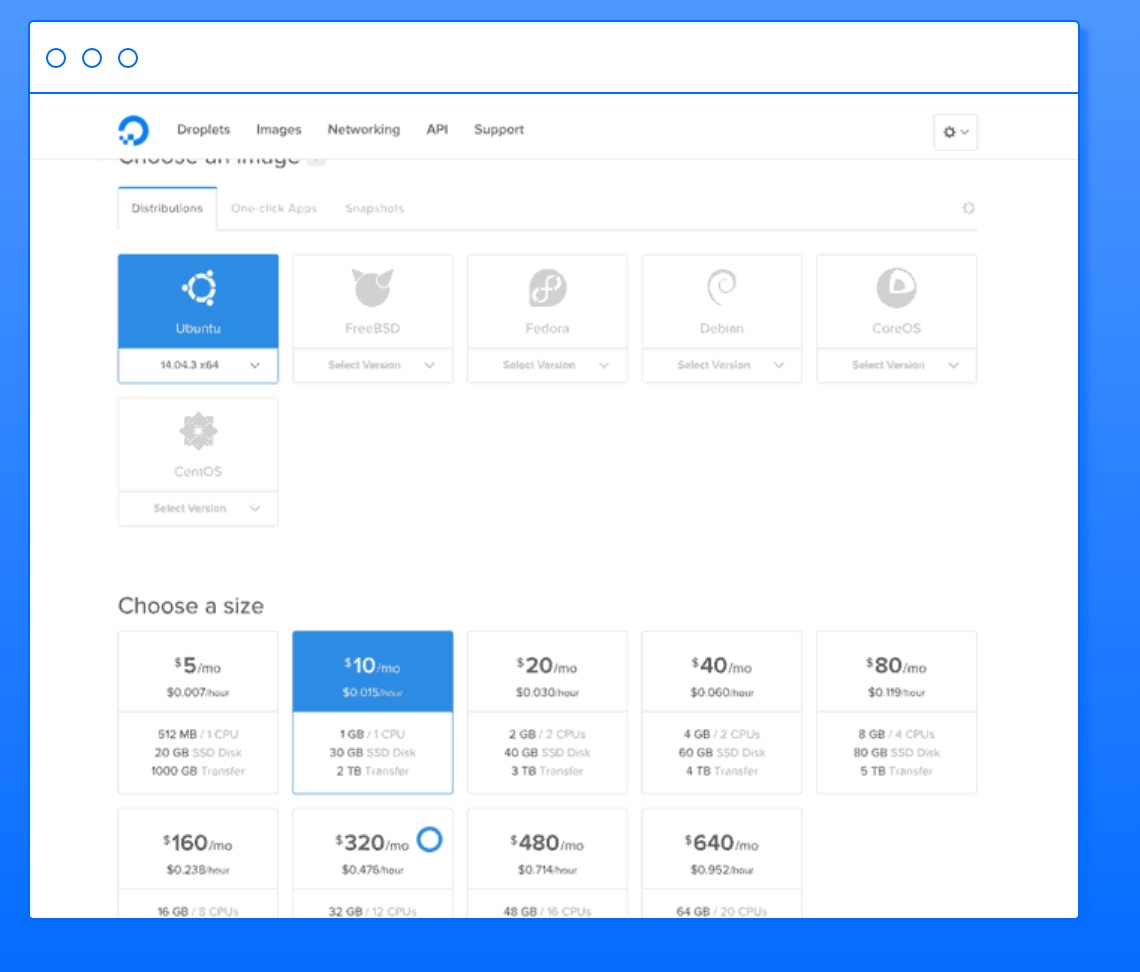 Droplets Images Networking API Support
Choose an image
Distributions One-click Apps Snapshots
Ubuntu FreeBSD Fedora Debian CoreOS
14.04.3 x64 Select Version Select Version Select Version Select Version
CentOS
Select Version
Choose a size
$5/mo $10/mo $20/mo $40/mo $80/mo
$0.007/hour $0.015/hour $0.030/hour $0.060/hour $0.119/hour
512 MB / 1 CPU 1 GB / 1 CPU 2 GB / 2 CPUs 4 GB / 2 CPUs 8 GB / 4 CPUs
20 GB SSD Disk 30 GB SSD Disk 40 GB SSD Disk 60 GB SSD Disk 80 GB SSD Disk
1000 GB Transfer 2 TB Transfer 3 TB Transfer 4 TB Transfer 5 TB Transfer
$160/mo $320/mo $480/mo $640/mo
$0.238/hour $0.476/hour $0.714/hour $0.952/hour
16 GB / 8 CPUs 32 GB / 12 CPUs 48 GB / 16 CPUs 64 GB / 20 CPUs